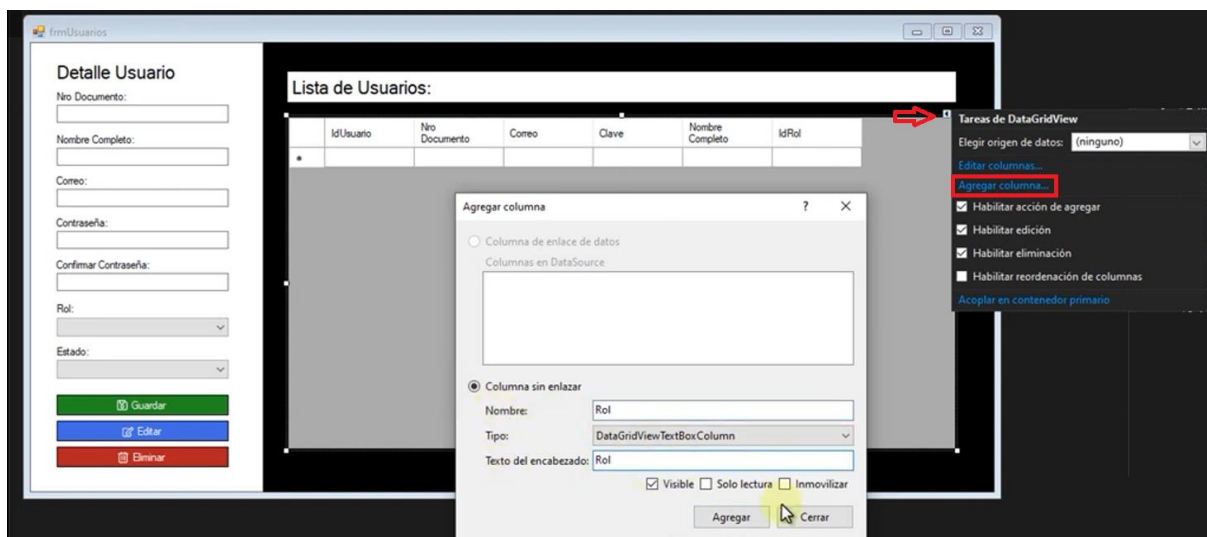 frmUsuarios
Detalle Usuario
Nro Documento:
Nombre Completo:
Correo:
Contraseña:
Confirmar Contraseña:
Rol:
Estado:
Guardar
Editar
Eliminar
Lista de Usuarios:
IdUsuario
Nro
Documento
Correo
Clave
Nombre
Completo
IdRol
*
Agregar columna
? X
Columna de enlace de datos
Columnas en DataSource
Columna sin enlazar
Nombre: Rol
Tipo: DataGridViewTextBoxColumn
Texto del encabezado: Rol
Visible Solo lectura Inmovilizar
Agregar Cerrar
Tareas de DataGridView
Elegir origen de datos: (ninguno)
Editar columnas...
Agregar columna...
Habilitar acción de agregar
Habilitar edición
Habilitar eliminación
Habilitar reordenación de columnas
Acoplar en contenedor primario